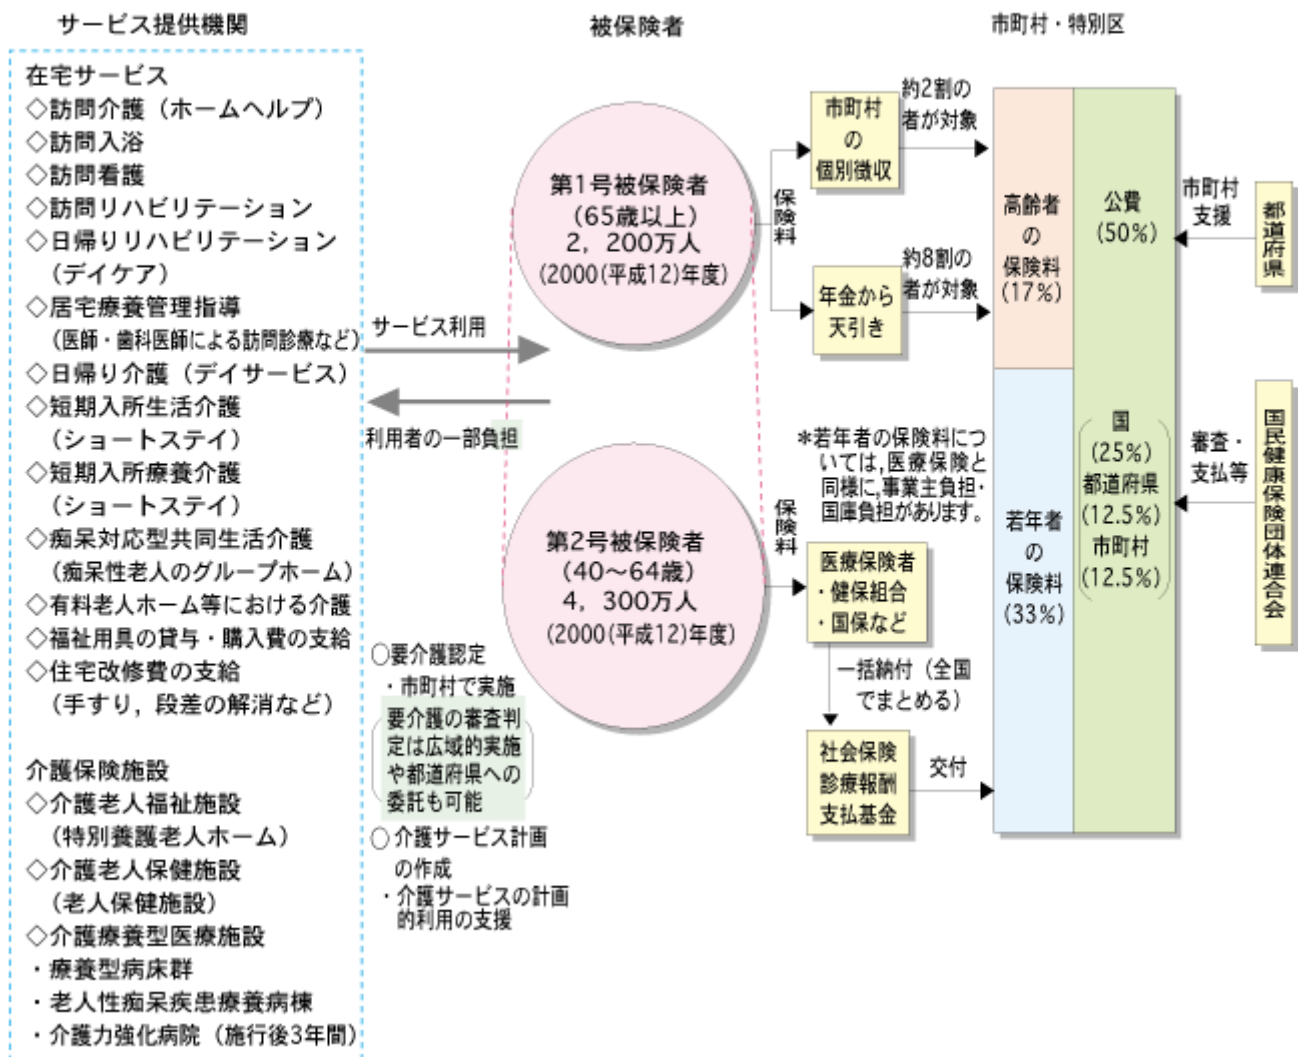 サービス提供機関
在宅サービス
◇訪問介護（ホームヘルプ）
◇訪問入浴
◇訪問看護
◇訪問リハビリテーション
◇日帰りリハビリテーション
（デイケア）
◇居宅療養管理指導
（医師・歯科医師による訪問診療など）
◇日帰り介護（デイサービス）
◇短期入所生活介護
（ショートステイ）
◇短期入所療養介護
（ショートステイ）
◇痴呆対応型共同生活介護
（痴呆性老人のグループホーム）
◇有料老人ホーム等における介護
◇福祉用具の貸与・購入費の支給
◇住宅改修費の支給
（手すり，段差の解消など）
介護保険施設
◇介護老人福祉施設
（特別養護老人ホーム）
◇介護老人保健施設
（老人保健施設）
◇介護療養型医療施設
・療養型病床群
・老人性痴呆疾患療養病棟
・介護力強化病院（施行後3年間）
サービス利用
利用者の一部負担
○要介護認定
・市町村で実施
（要介護の審査判
定は広域的実施
や都道府県への
委託も可能）
○介護サービス計画
の作成
・介護サービスの計画
的利用の支援
被保険者
第1号被保険者
（65歳以上）
2，200万人
(2000(平成12)年度)
第2号被保険者
（40～64歳）
4，300万人
(2000(平成12)年度)
保険料
市町村
の
個別徴収
約2割の
者が対象
年金から
天引き
約8割の
者が対象
＊若年者の保険料につ
いては，医療保険と
同様に，事業主負担・
国庫負担があります。
保険料
医療保険者
・健保組合
・国保など
一括納付（全国
でまとめる）
社会保険
診療報酬
支払基金
交付
市町村・特別区
高齢者
の
保険料
(17%)
若年者
の
保険料
(33%)
公費
(50%)
（国
(25%)
都道府県
(12.5%)
市町村
(12.5%)）
市町村
支援
都道府県
審査・
支払等
国民健康保険団体連合会